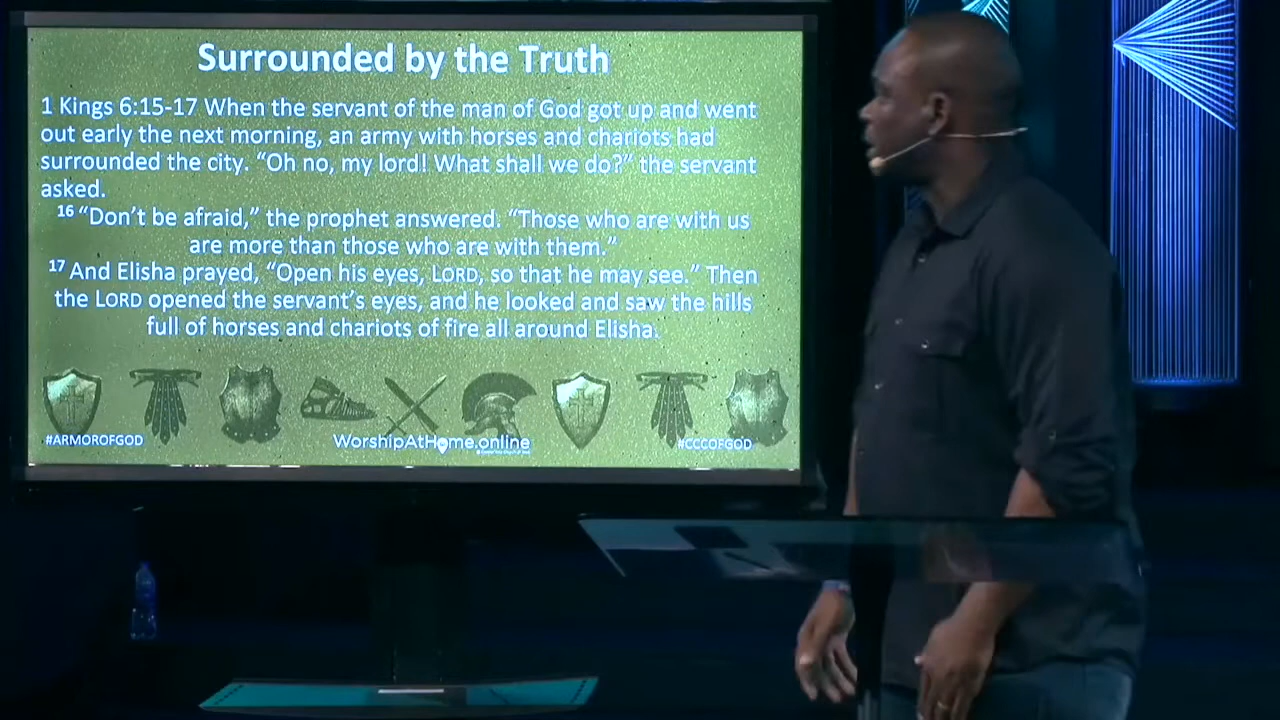 Surrounded by the Truth
1 Kings 6:15-17 When the servant of the man of God got up and went
out early the next morning, an army with horses and chariots had
surrounded the city. “Oh no, my lord! What shall we do?” the servant
asked.
16 “Don’t be afraid,” the prophet answered. “Those who are with us
are more than those who are with them.”
17 And Elisha prayed, “Open his eyes, LORD, so that he may see.” Then
the LORD opened the servant’s eyes, and he looked and saw the hills
full of horses and chariots of fire all around Elisha.
#ARMOROFGOD WorshipAtHome.online #CCCOFGOD